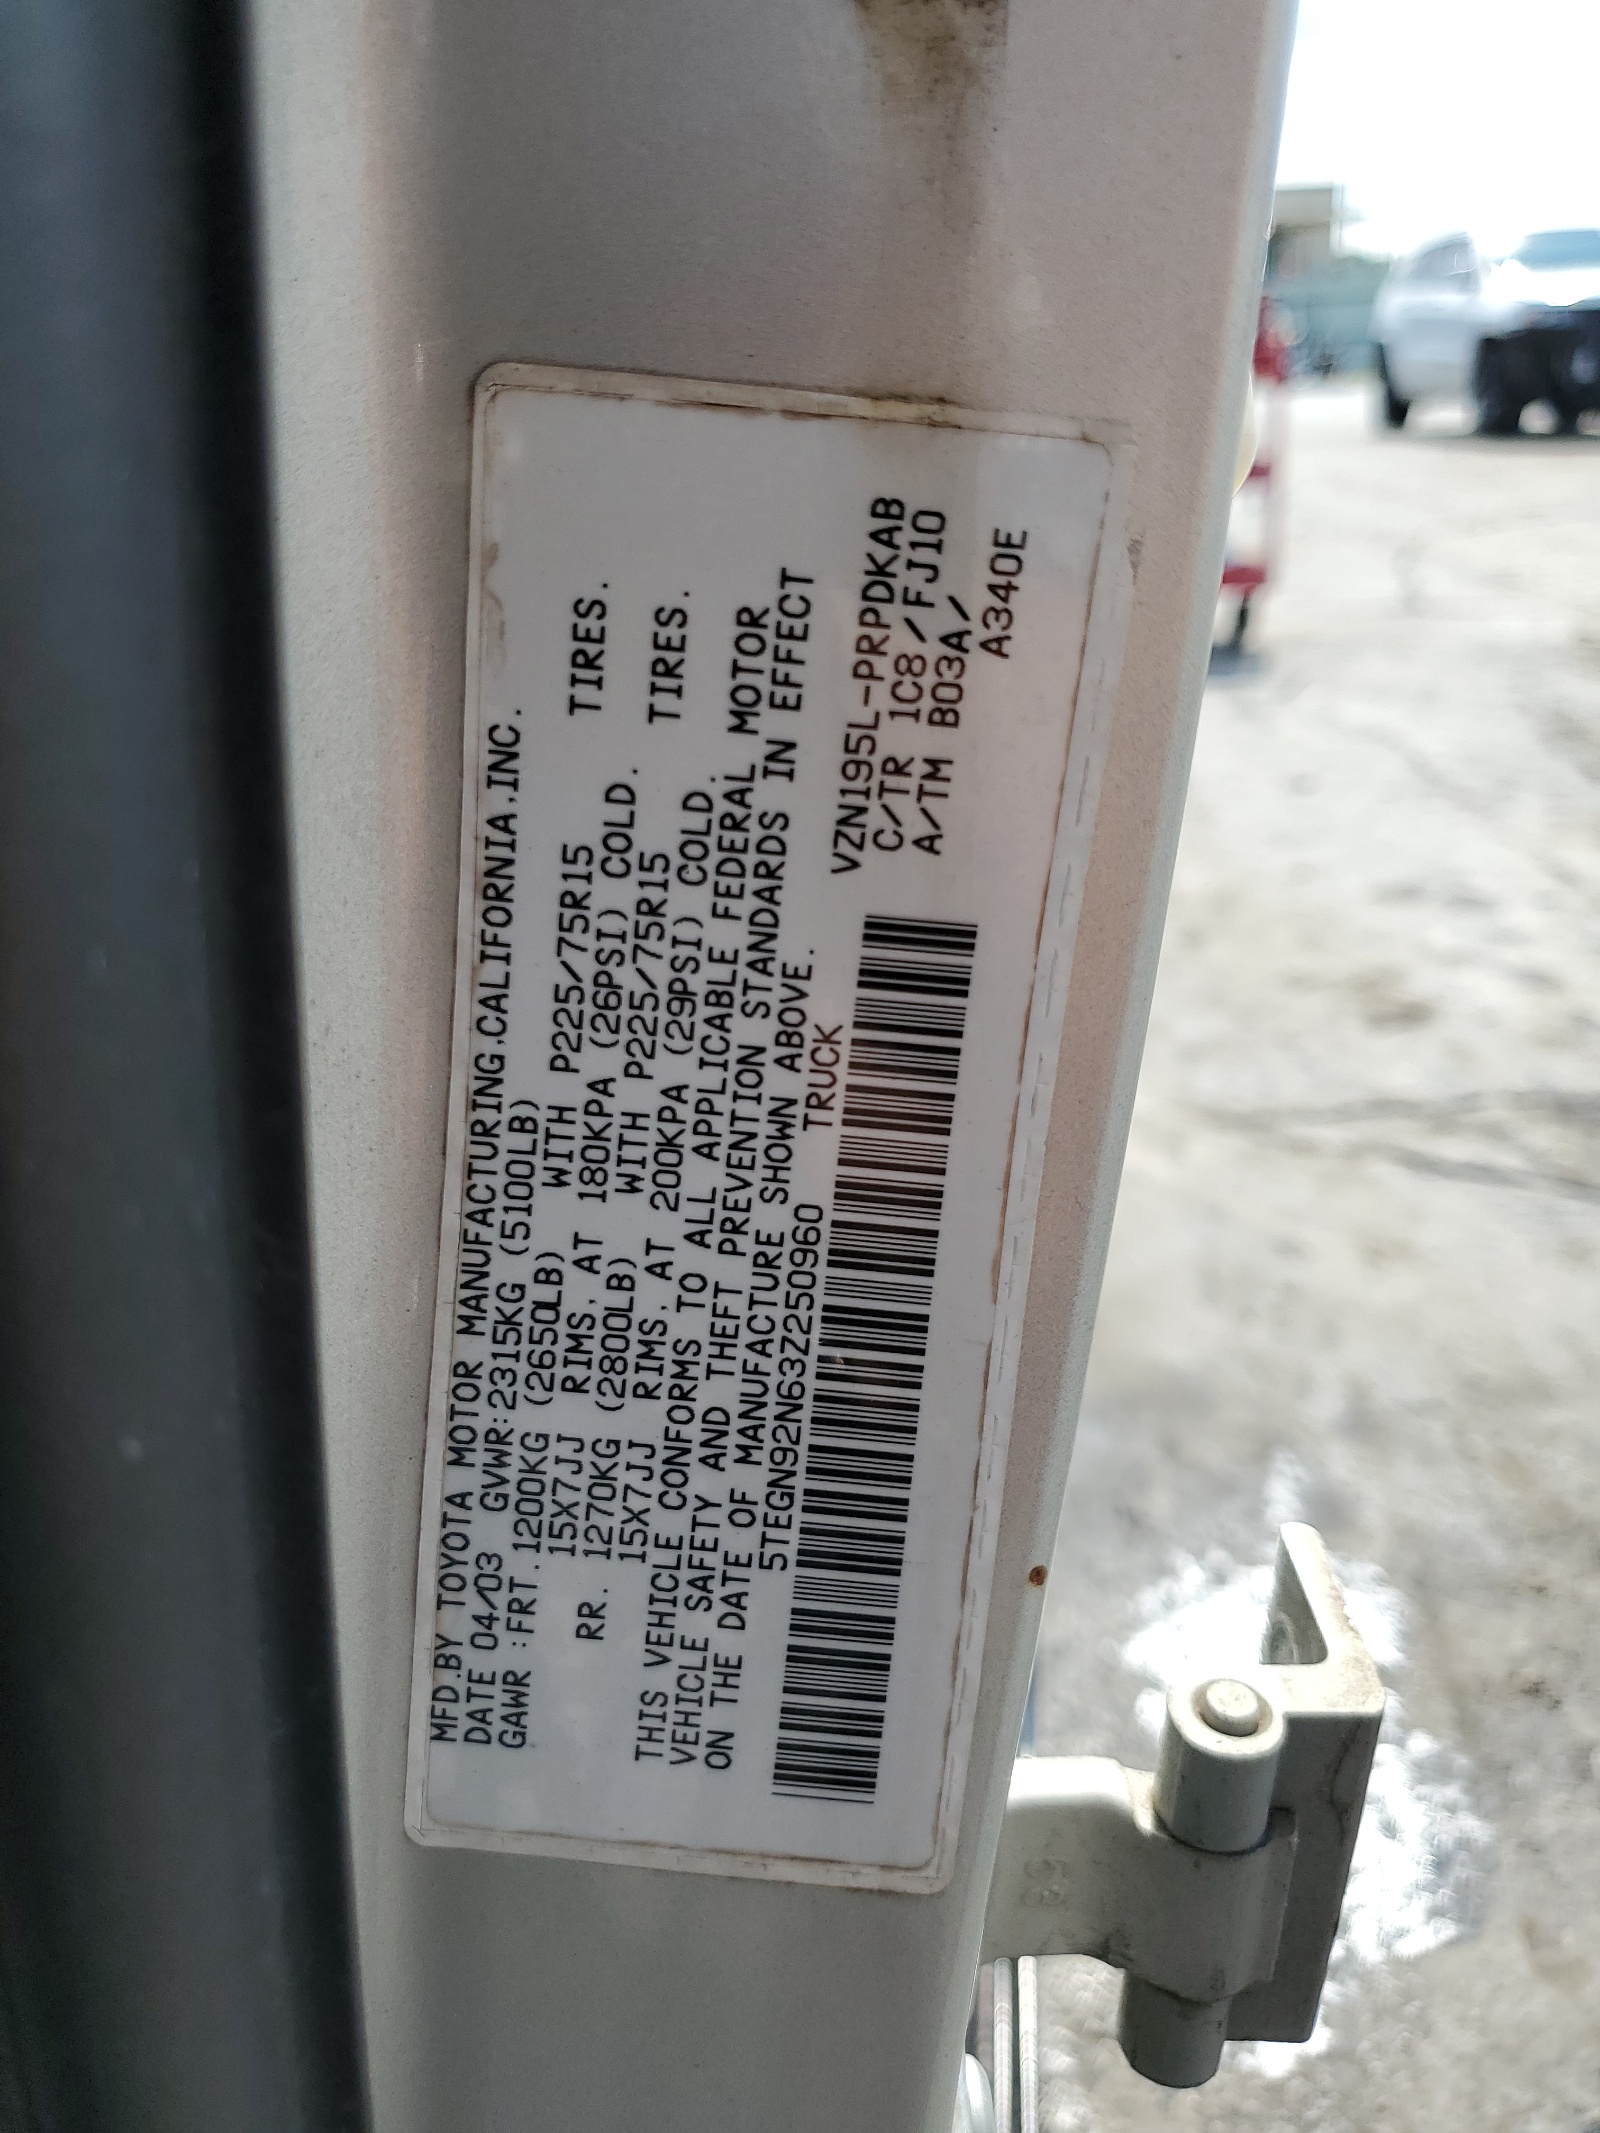 MFD.BY TOYOTA MOTOR MANUFACTURING,CALIFORNIA,INC.
DATE 04/03 GVWR:2315KG (5100LB)
GAWR :FRT.1200KG (2650LB) WITH P225/75R15 TIRES.
15X7JJ RIMS, AT 180KPA (26PSI) COLD.
RR. 1270KG (2800LB) WITH P225/75R15 TIRES.
15X7JJ RIMS, AT 200KPA (29PSI) COLD.
THIS VEHICLE CONFORMS TO ALL APPLICABLE FEDERAL MOTOR
VEHICLE SAFETY AND THEFT PREVENTION STANDARDS IN EFFECT
ON THE DATE OF MANUFACTURE SHOWN ABOVE.
5TEGN92N63Z250960 TRUCK
VZN195L-PRPDKAB
C/TR 1C8/FJ10
A/TM B03A/
A340E